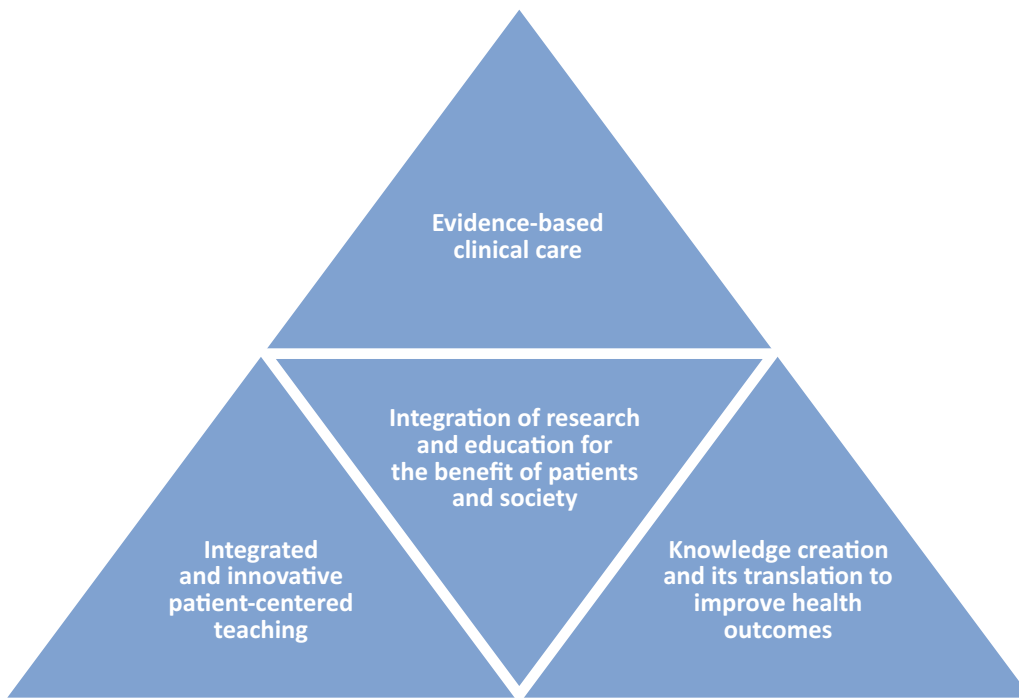 Evidence-based
clinical care
Integration of research
and education for
the benefit of patients
and society
Integrated
and innovative
patient-centered
teaching
Knowledge creation
and its translation to
improve health
outcomes